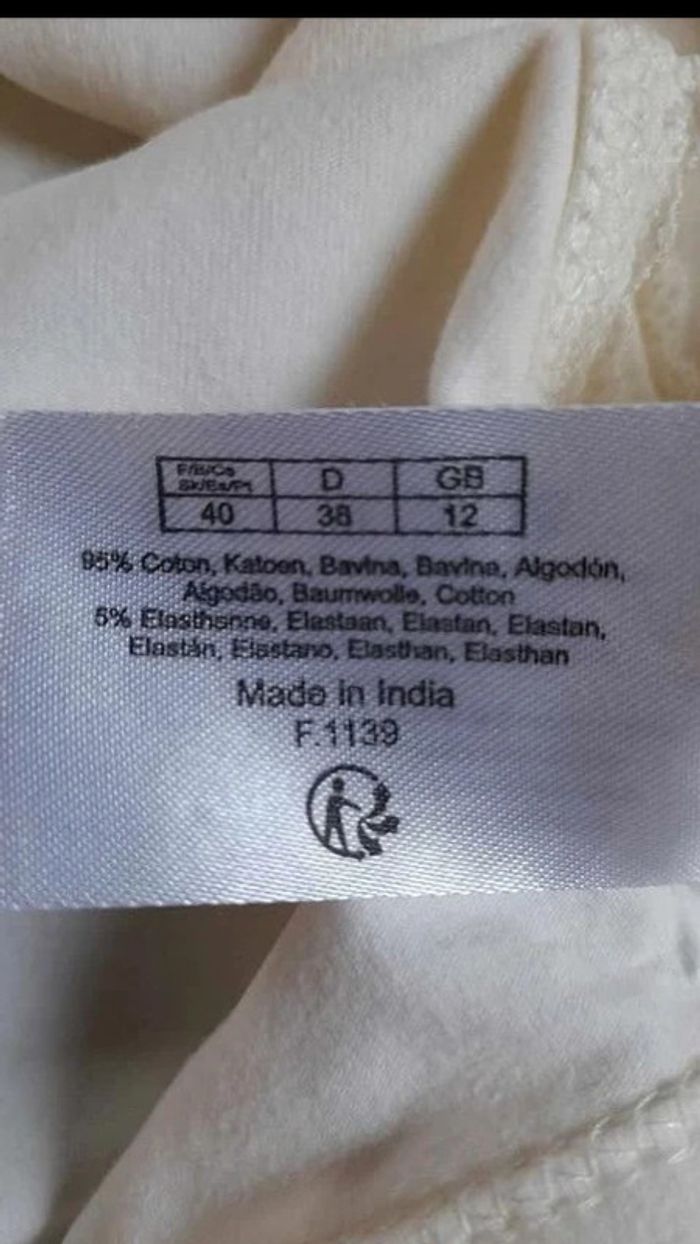 F/B/Cs D GB
Sk/Es/Pt
40 38 12
95% Coton, Katoen, Bavlna, Bavlna, Algodón,
Algodão, Baumwolle, Cotton
5% Elasthanne, Elastaan, Elastan, Elastan,
Elastán, Elastano, Elasthan, Elasthan
Made in India
F.1139